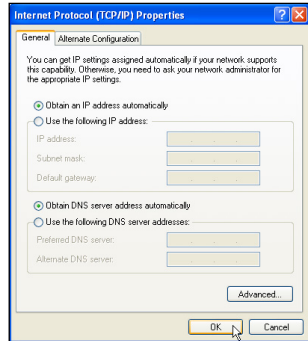 Internet Protocol (TCP/IP) Properties
General Alternate Configuration
You can get IP settings assigned automatically if your network supports
this capability. Otherwise, you need to ask your network administrator for
the appropriate IP settings.
Obtain an IP address automatically
Use the following IP address:
IP address:
Subnet mask:
Default gateway:
Obtain DNS server address automatically
Use the following DNS server addresses:
Preferred DNS server:
Alternate DNS server:
Advanced...
OK Cancel